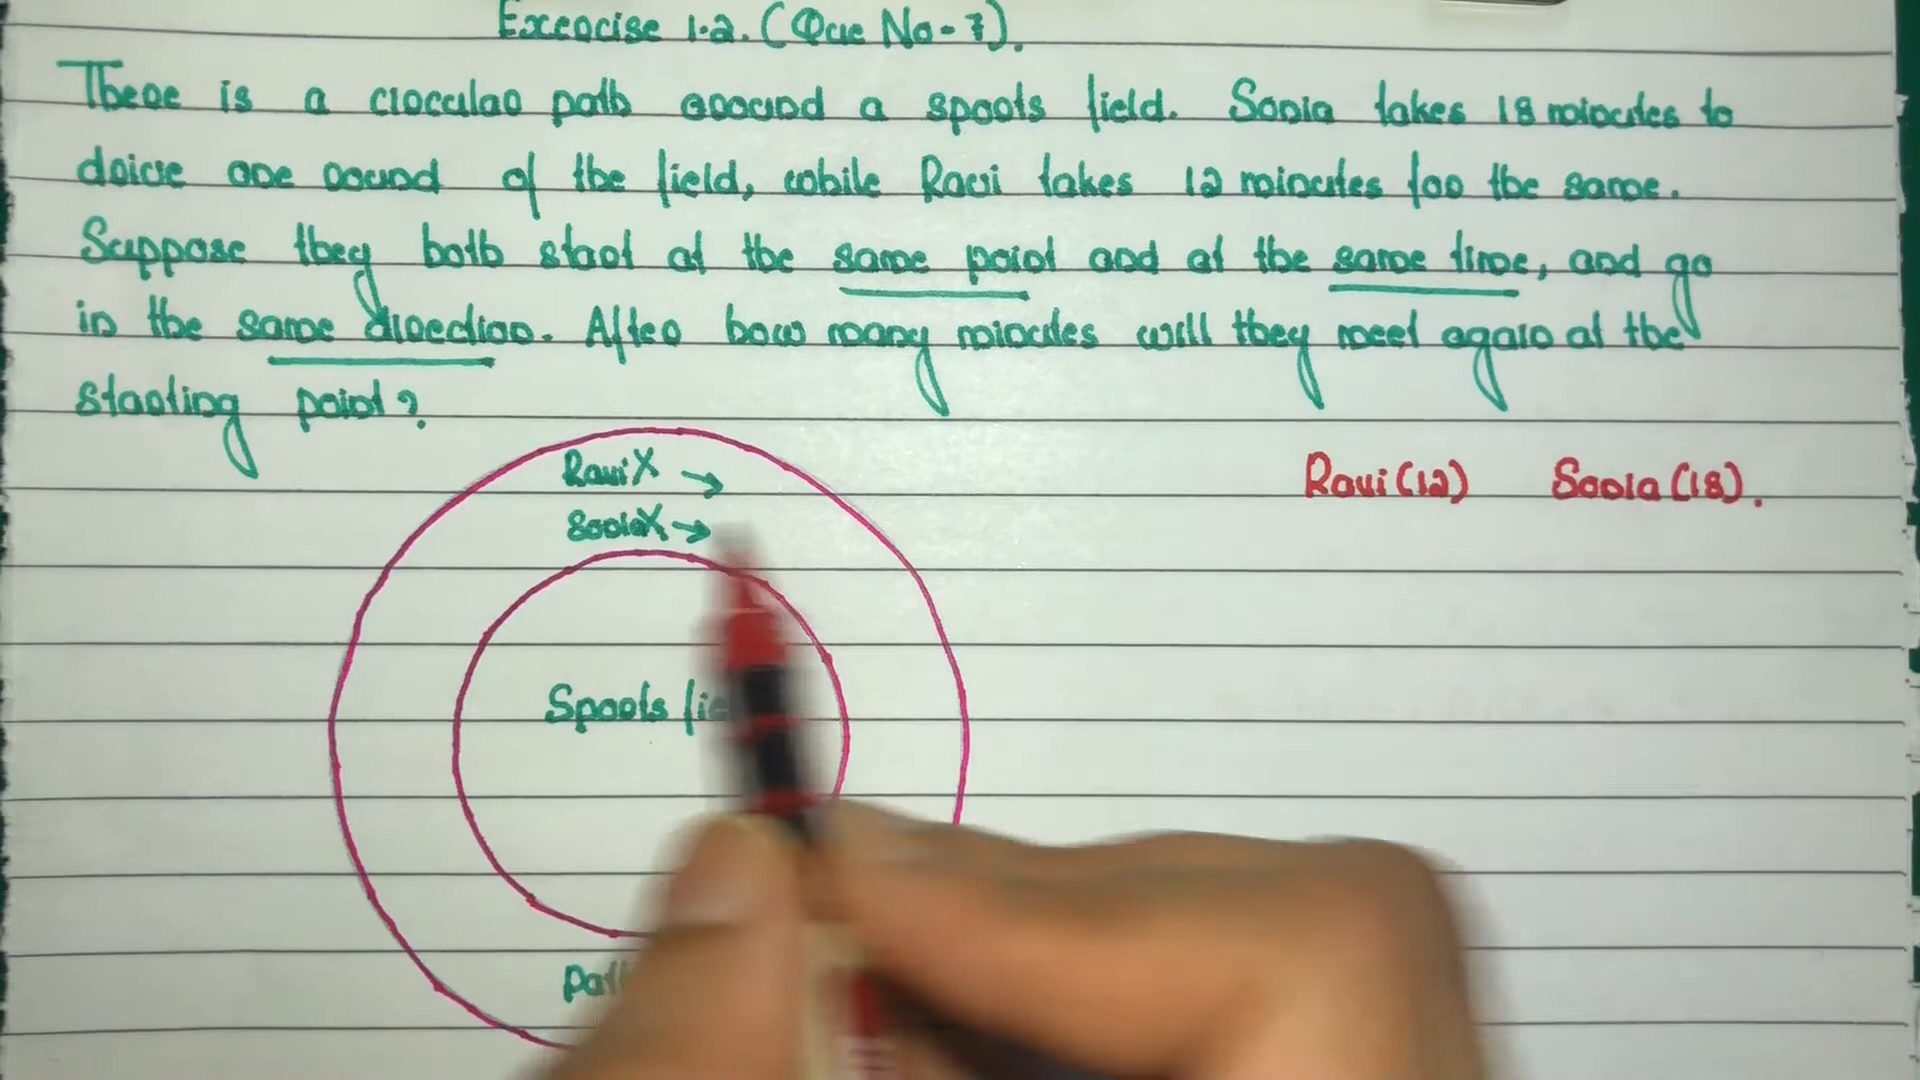 Exercise 1.2. (Que No-7).
There is a circular path around a sports field. Sonia takes 18 minutes to
drive one round of the field, while Ravi takes 12 minutes for the same.
Suppose they both start at the same point and at the same time, and go
in the same direction. After how many minutes will they meet again at the
starting point?
Ravi X →
Sonia X →
Ravi (12) Sonia (18).
Sports